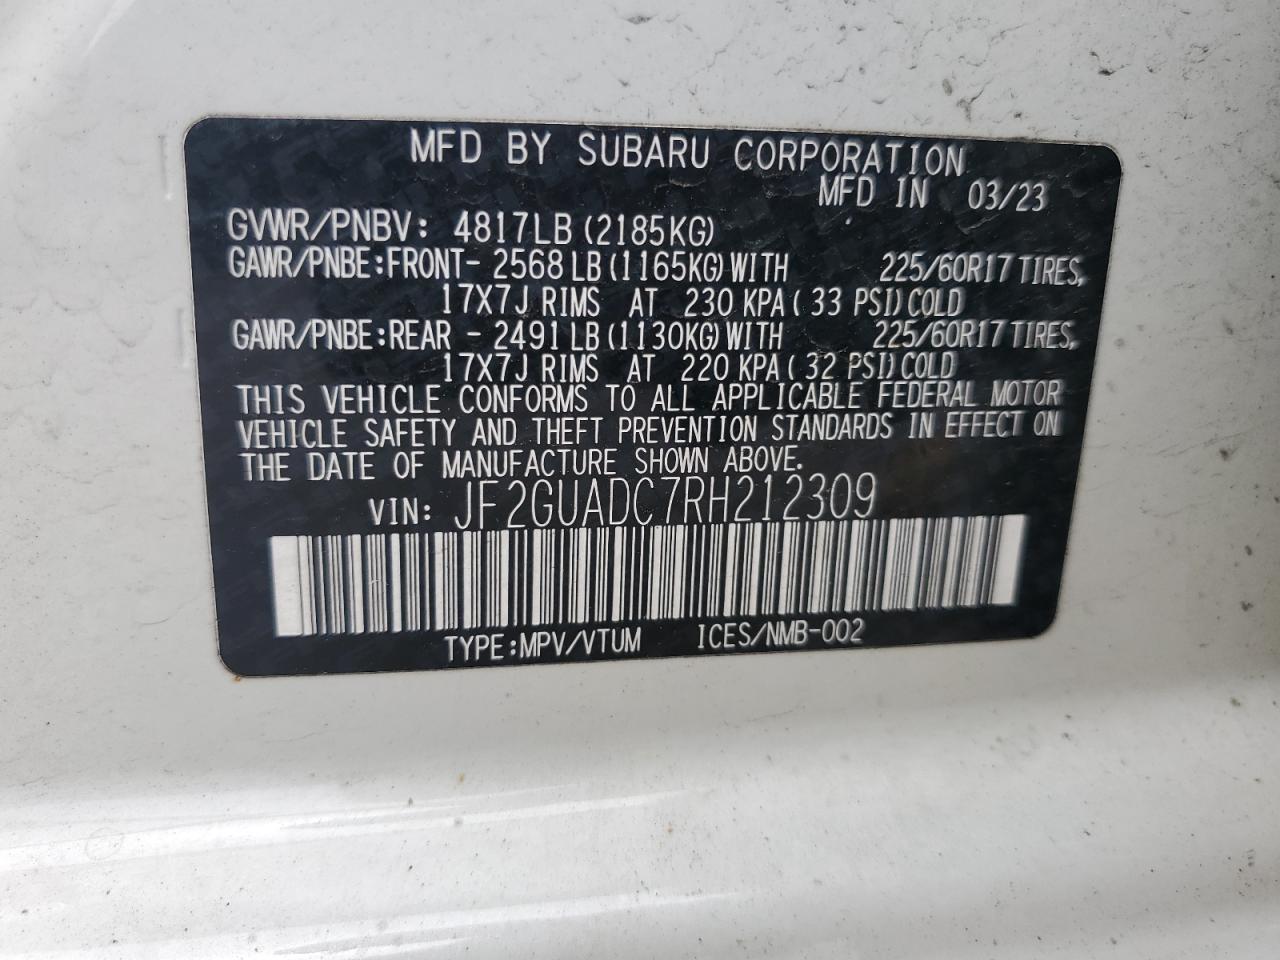 MFD BY SUBARU CORPORATION
MFD IN 03/23
GVWR/PNBV: 4817LB (2185KG)
GAWR/PNBE:FRONT- 2568 LB (1165KG) WITH 225/60R17 TIRES,
17X7J RIMS AT 230 KPA ( 33 PSI) COLD
GAWR/PNBE:REAR - 2491 LB (1130KG) WITH 225/60R17 TIRES,
17X7J RIMS AT 220 KPA ( 32 PSI) COLD
THIS VEHICLE CONFORMS TO ALL APPLICABLE FEDERAL MOTOR
VEHICLE SAFETY AND THEFT PREVENTION STANDARDS IN EFFECT ON
THE DATE OF MANUFACTURE SHOWN ABOVE.
VIN: JF2GUADC7RH212309
TYPE:MPV/VTUM ICES/NMB-002